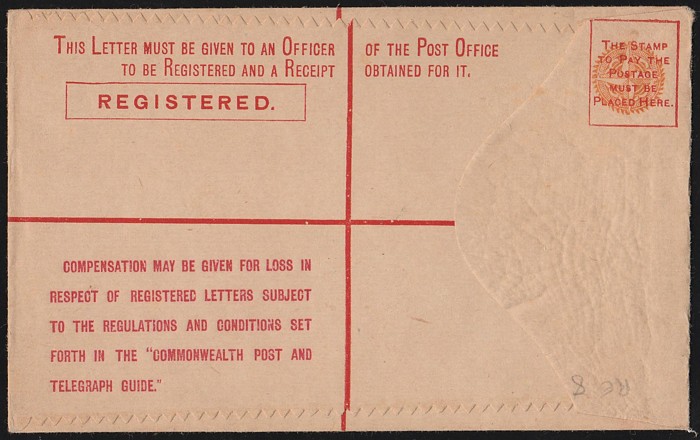 THIS LETTER MUST BE GIVEN TO AN OFFICER OF THE POST OFFICE
TO BE REGISTERED AND A RECEIPT OBTAINED FOR IT.
REGISTERED.
THE STAMP
TO PAY THE
POSTAGE
MUST BE
PLACED HERE.
COMPENSATION MAY BE GIVEN FOR LOSS IN
RESPECT OF REGISTERED LETTERS SUBJECT
TO THE REGULATIONS AND CONDITIONS SET
FORTH IN THE "COMMONWEALTH POST AND
TELEGRAPH GUIDE."
RC 8